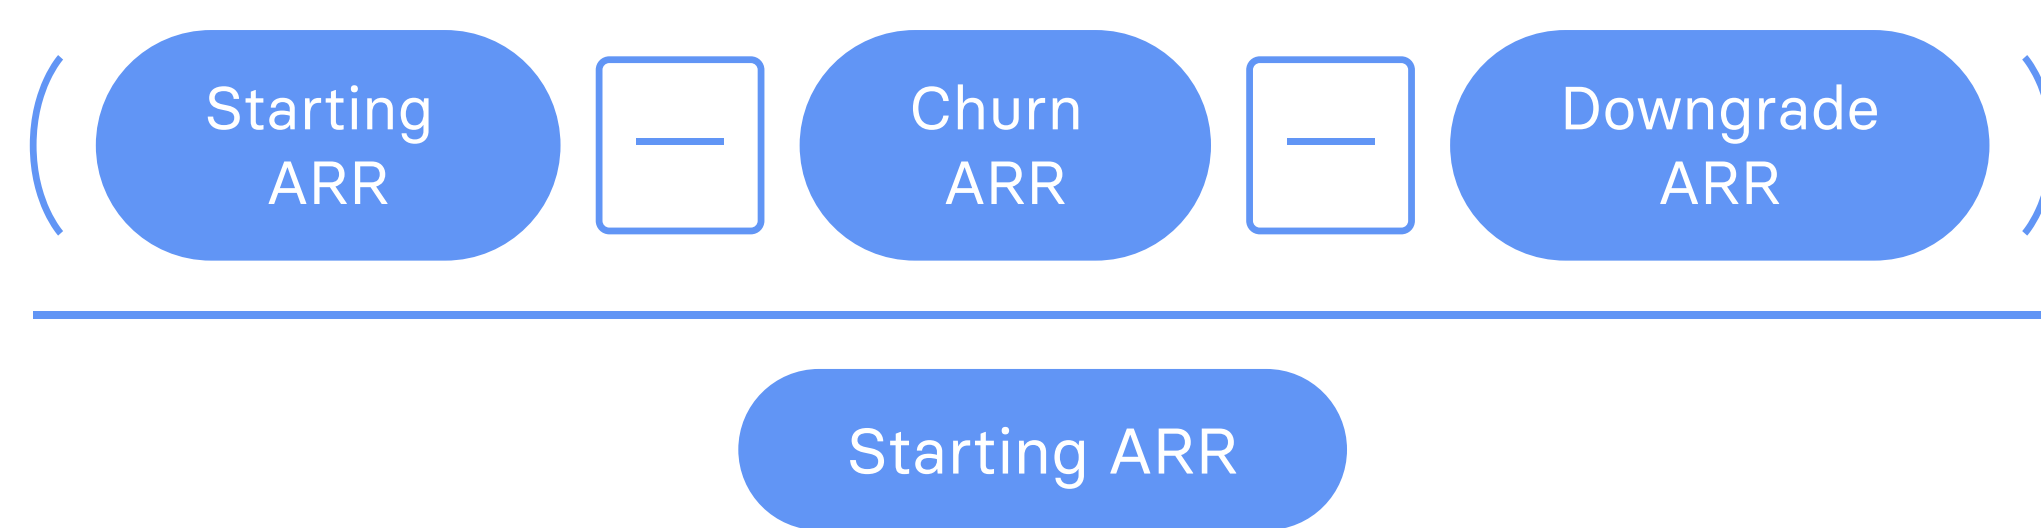 ( Starting ARR — Churn ARR — Downgrade ARR )
Starting ARR